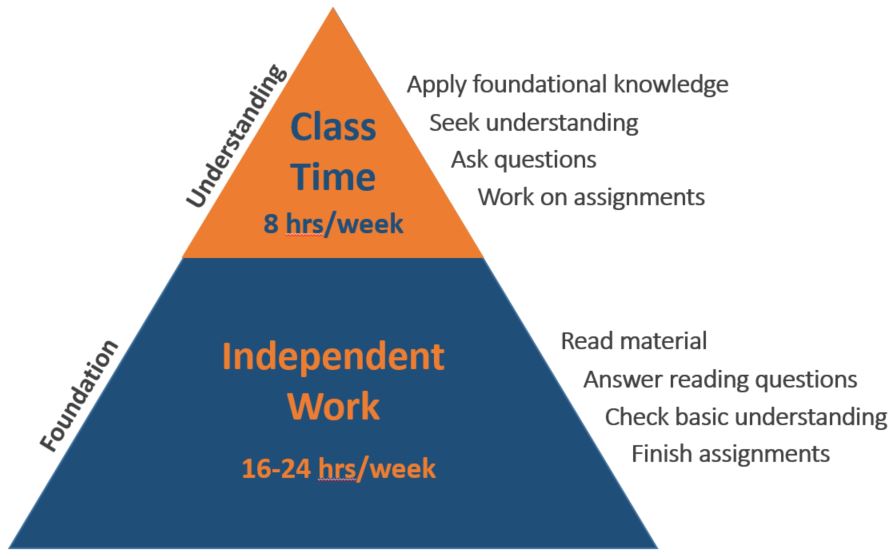 Understanding
Class
Time
8 hrs/week
Apply foundational knowledge
Seek understanding
Ask questions
Work on assignments
Foundation
Independent
Work
16-24 hrs/week
Read material
Answer reading questions
Check basic understanding
Finish assignments